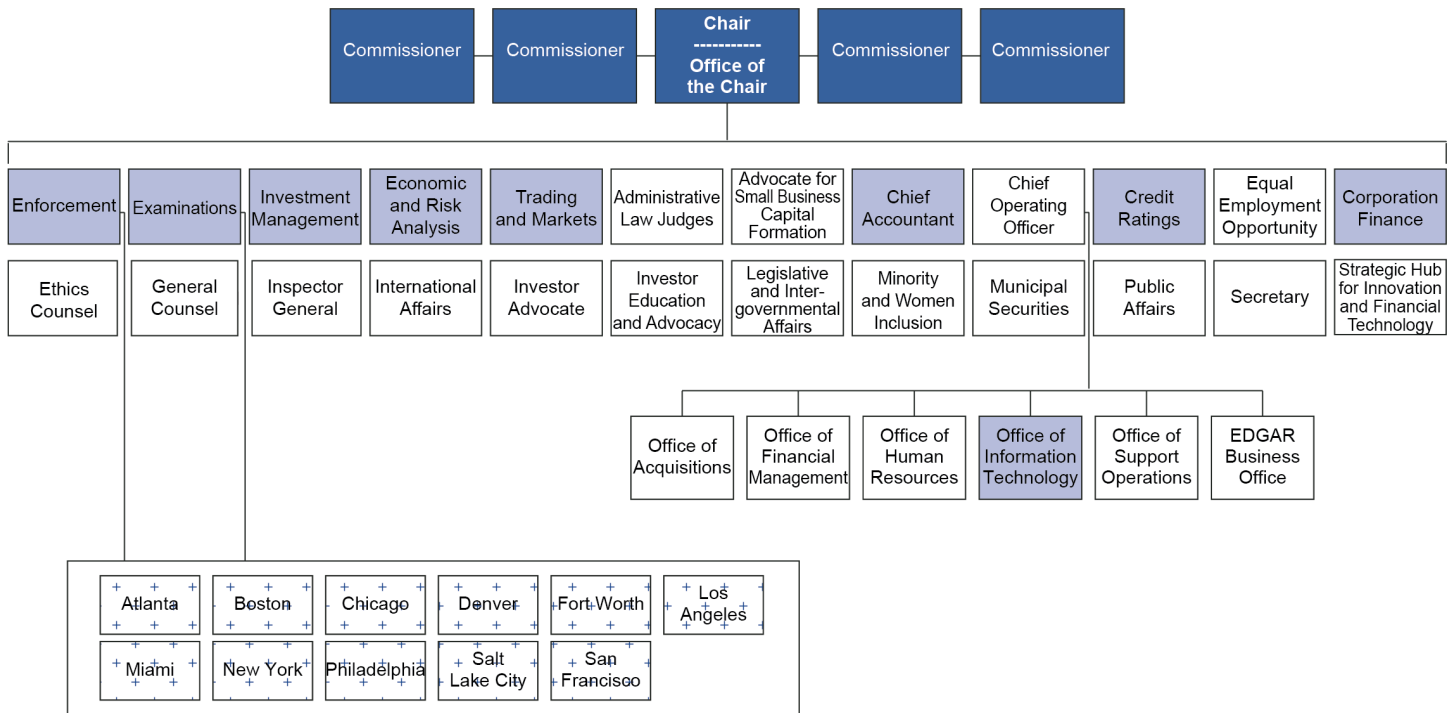 Commissioner
Commissioner
Chair
-----------
Office of
the Chair
Commissioner
Commissioner
Enforcement
Examinations
Investment
Management
Economic
and Risk
Analysis
Trading
and Markets
Administrative
Law Judges
Advocate for
Small Business
Capital
Formation
Chief
Accountant
Chief
Operating
Officer
Credit
Ratings
Equal
Employment
Opportunity
Corporation
Finance
Ethics
Counsel
General
Counsel
Inspector
General
International
Affairs
Investor
Advocate
Investor
Education
and Advocacy
Legislative
and Inter-
governmental
Affairs
Minority
and Women
Inclusion
Municipal
Securities
Public
Affairs
Secretary
Strategic Hub
for Innovation
and Financial
Technology
Office of
Acquisitions
Office of
Financial
Management
Office of
Human
Resources
Office of
Information
Technology
Office of
Support
Operations
EDGAR
Business
Office
Atlanta
Boston
Chicago
Denver
Fort Worth
Los
Angeles
Miami
New York
Philadelphia
Salt
Lake City
San
Francisco